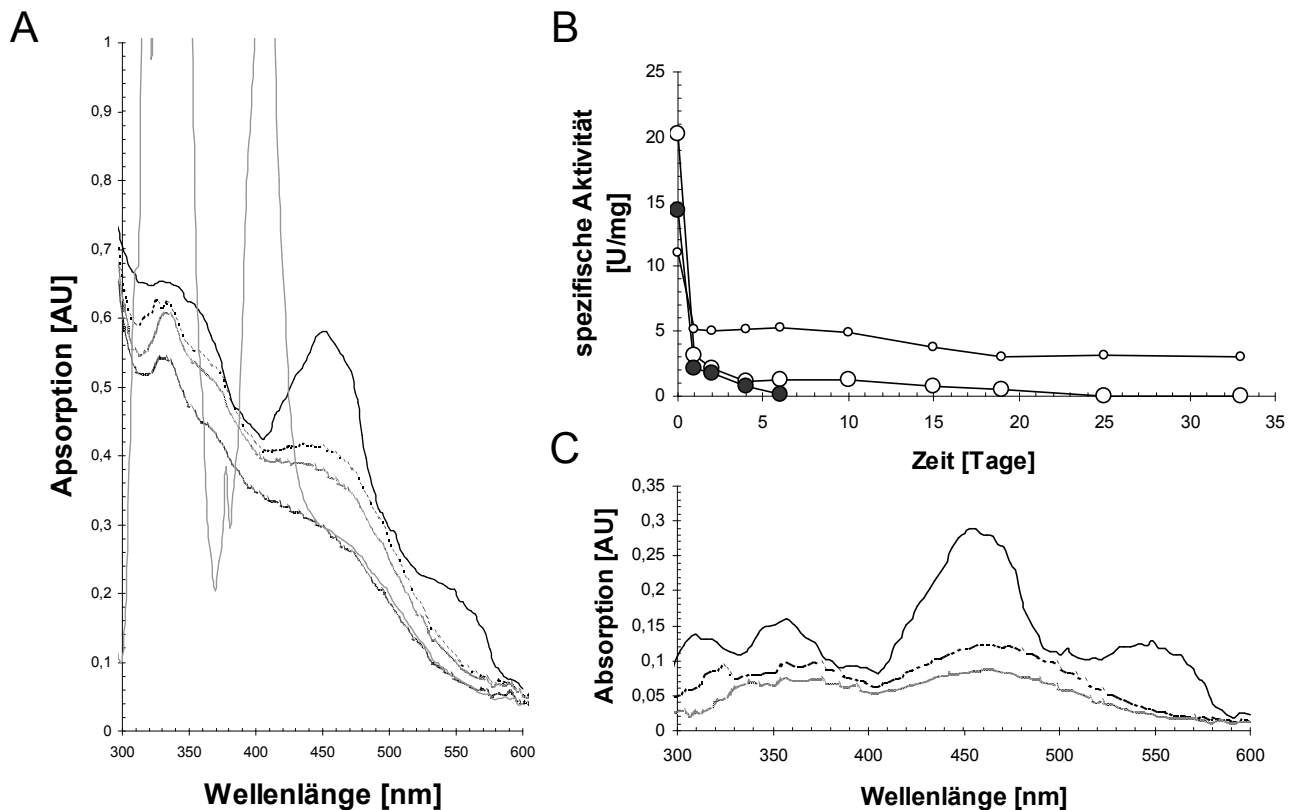 A
1
0,9
0,8
0,7
0,6
0,5
0,4
0,3
0,2
0,1
0
Apsorption [AU]
300 350 400 450 500 550 600
Wellenlänge [nm]
B
25
20
15
10
5
0
spezifische Aktivität
[U/mg]
0 5 10 15 20 25 30 35
Zeit [Tage]
C
0,35
0,3
0,25
0,2
0,15
0,1
0,05
0
Absorption [AU]
300 350 400 450 500 550 600
Wellenlänge [nm]